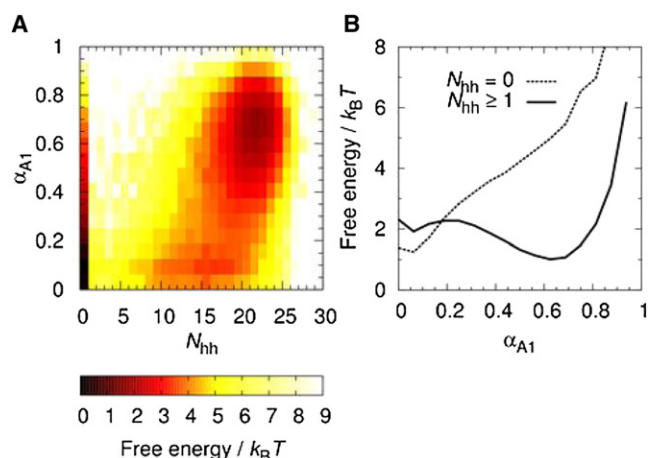 A
α_A1
1
0.8
0.6
0.4
0.2
0
0 5 10 15 20 25 30
N_hh
0 1 2 3 4 5 6 7 8 9
Free energy / k_BT
B
Free energy / k_BT
8
6
4
2
0
N_hh = 0
N_hh ≥ 1
0 0.2 0.4 0.6 0.8 1
α_A1